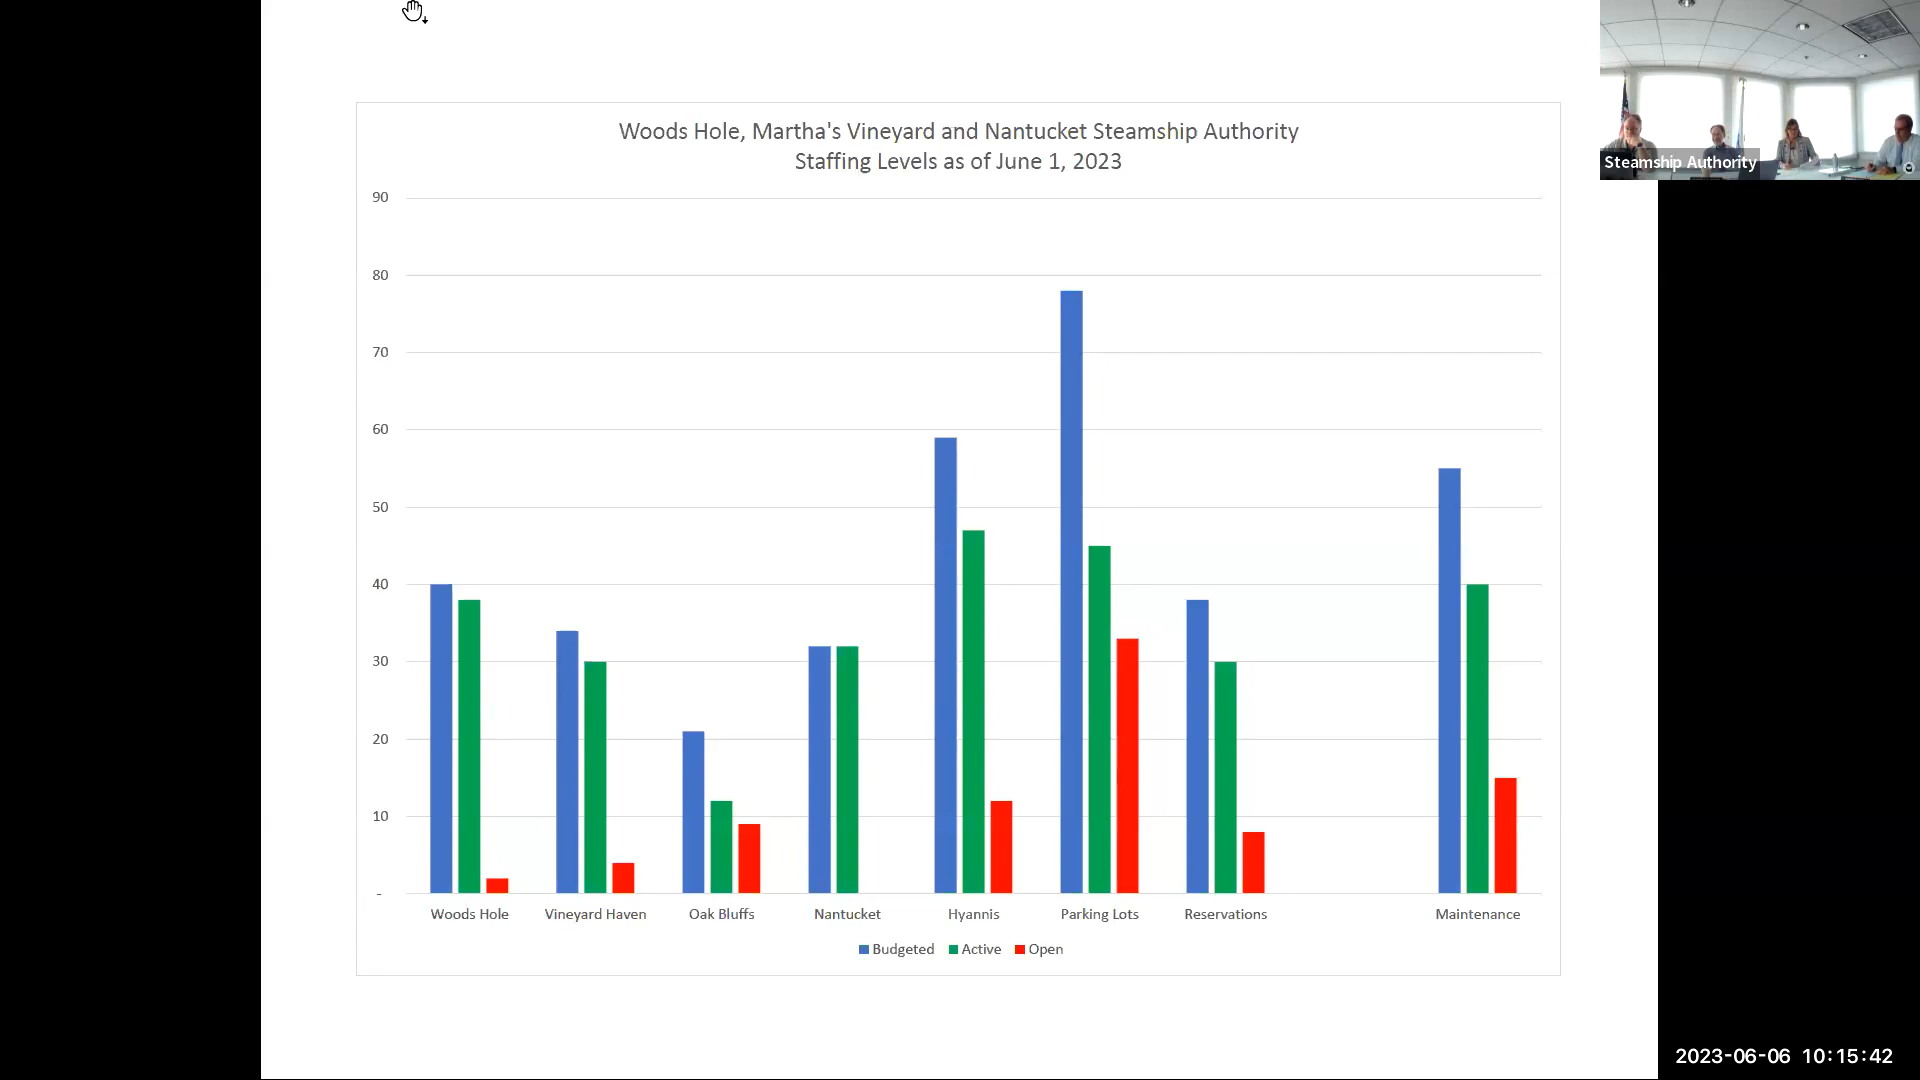 Woods Hole, Martha's Vineyard and Nantucket Steamship Authority
Staffing Levels as of June 1, 2023
90
80
70
60
50
40
30
20
10
-
Woods Hole
Vineyard Haven
Oak Bluffs
Nantucket
Hyannis
Parking Lots
Reservations
Maintenance
Budgeted
Active
Open
Steamship Authority
2023-06-06 10:15:42